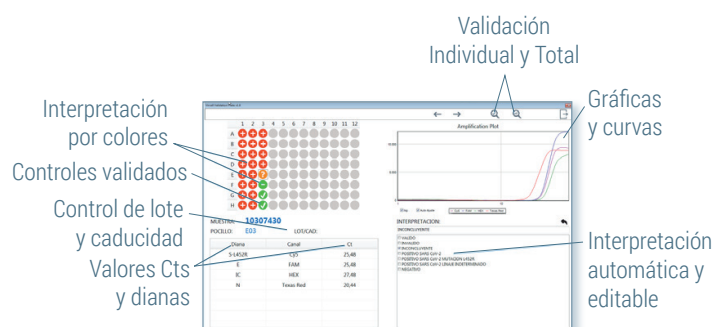 Validación
Individual y Total
Interpretación
por colores
Controles validados
Control de lote
y caducidad
Valores Cts
y dianas
Gráficas
y curvas
Interpretación
automática y
editable
1 2 3 4 5 6 7 8 9 10 11 12
A
B
C
D
E
F
G
H
Amplification Plot
MUESTRA: 10307430
POCILLO: E03 LOT/CAD:
Diana Canal Ct
S-L452R Cy5 25,48
FAM 25,48
IC HEX 27,48
N Texas Red 26,44
INTERPRETACION:
INCONCLUYENTE
VALIDO
INVALIDO
INCONCLUYENTE
POSITIVO SARS CoV-2
POSITIVO SARS CoV-2 MUTACION L452R
POSITIVO SARS CoV-2 LINAJE INDETERMINADO
NEGATIVO